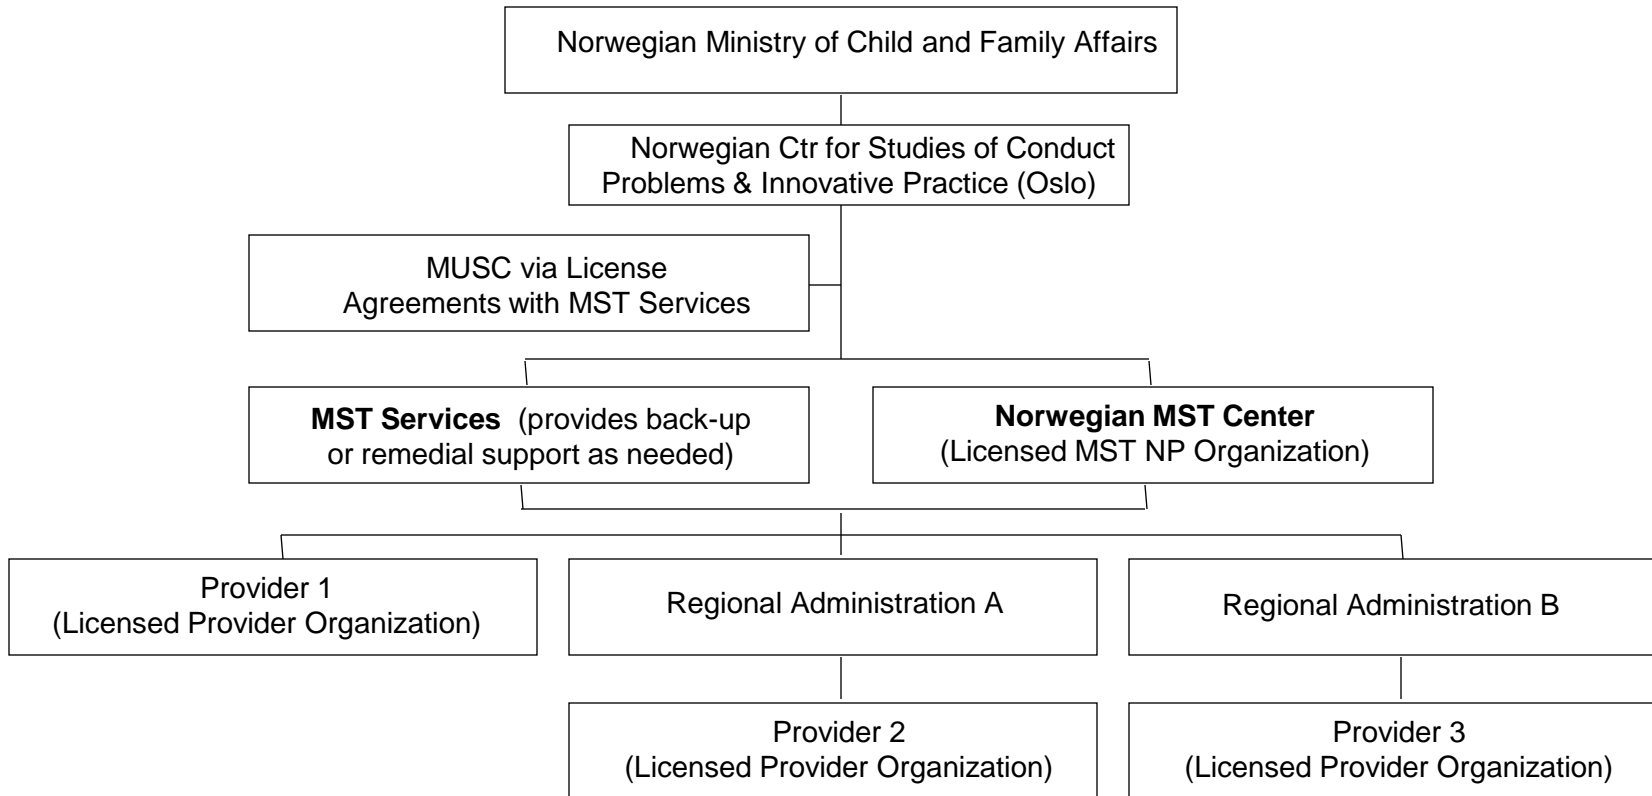 Norwegian Ministry of Child and Family Affairs
Norwegian Ctr for Studies of Conduct
Problems & Innovative Practice (Oslo)
MUSC via License
Agreements with MST Services
MST Services (provides back-up
or remedial support as needed)
Norwegian MST Center
(Licensed MST NP Organization)
Provider 1
(Licensed Provider Organization)
Regional Administration A
Regional Administration B
Provider 2
(Licensed Provider Organization)
Provider 3
(Licensed Provider Organization)